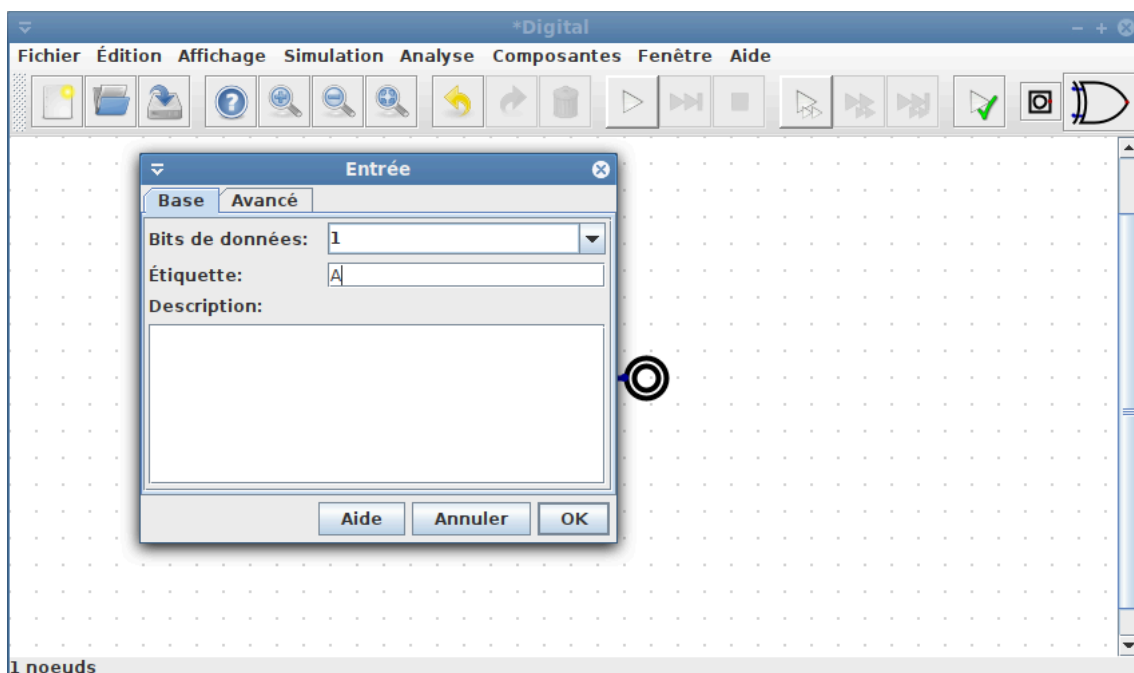 *Digital
Fichier Édition Affichage Simulation Analyse Composantes Fenêtre Aide
Entrée
Base Avancé
Bits de données: 1
Étiquette: A
Description:
Aide Annuler OK
1 noeuds